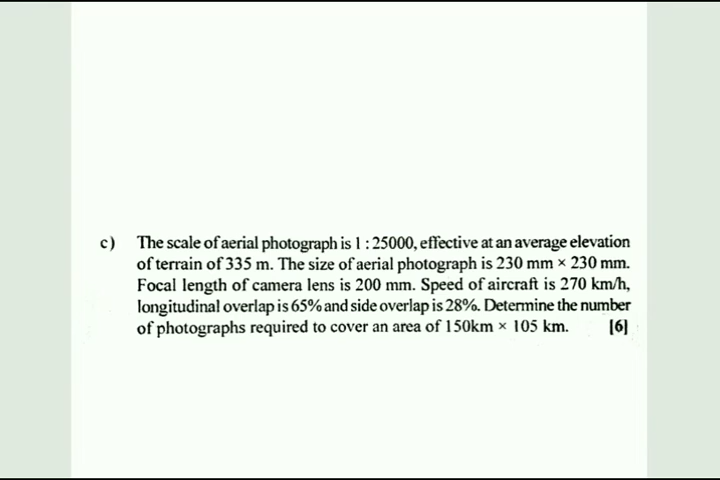 c) The scale of aerial photograph is 1 : 25000, effective at an average elevation
of terrain of 335 m. The size of aerial photograph is 230 mm × 230 mm.
Focal length of camera lens is 200 mm. Speed of aircraft is 270 km/h,
longitudinal overlap is 65% and side overlap is 28%. Determine the number
of photographs required to cover an area of 150km × 105 km. [6]